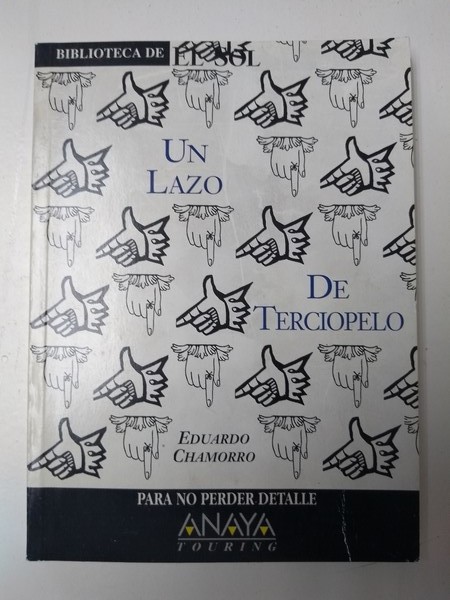 BIBLIOTECA DE EL SOL
UN
LAZO
DE
TERCIOPELO
EDUARDO
CHAMORRO
PARA NO PERDER DETALLE
ANAYA
TOURING